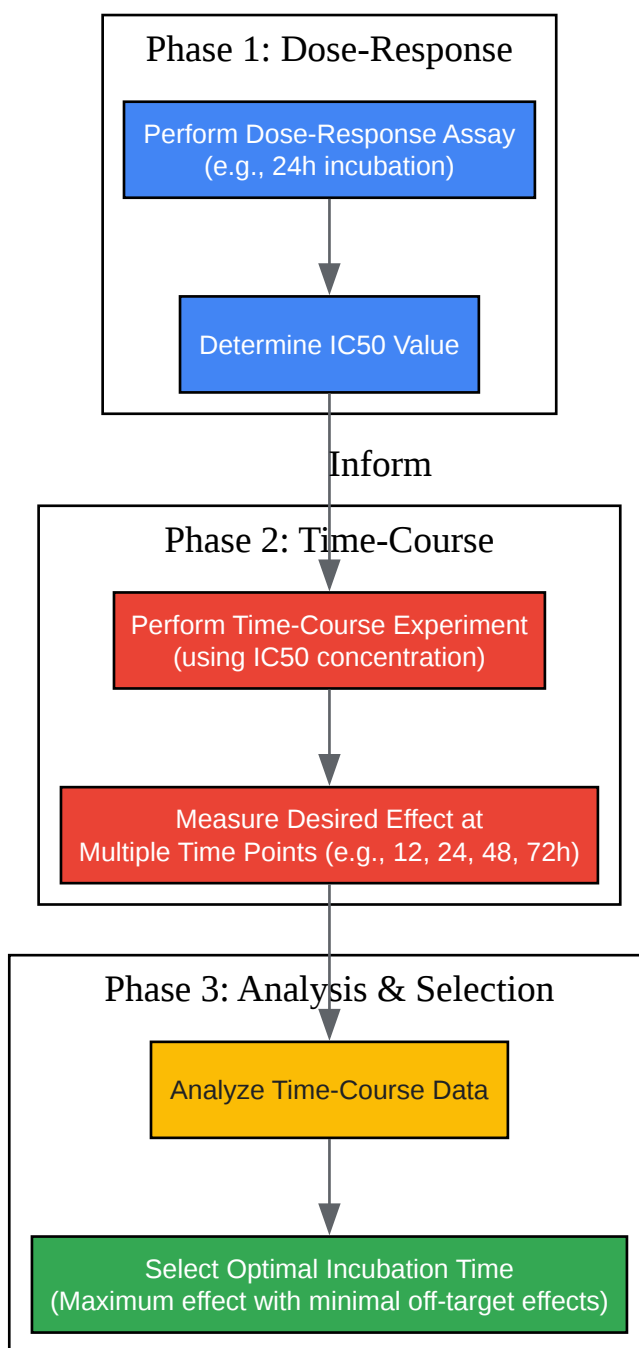 Phase 1: Dose-Response
Perform Dose-Response Assay
(e.g., 24h incubation)
Determine IC50 Value
Inform
Phase 2: Time-Course
Perform Time-Course Experiment
(using IC50 concentration)
Measure Desired Effect at
Multiple Time Points (e.g., 12, 24, 48, 72h)
Phase 3: Analysis & Selection
Analyze Time-Course Data
Select Optimal Incubation Time
(Maximum effect with minimal off-target effects)